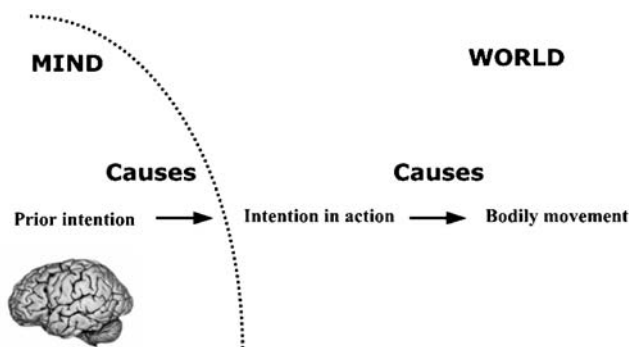 MIND
WORLD
Causes
Causes
Prior intention
Intention in action
Bodily movement